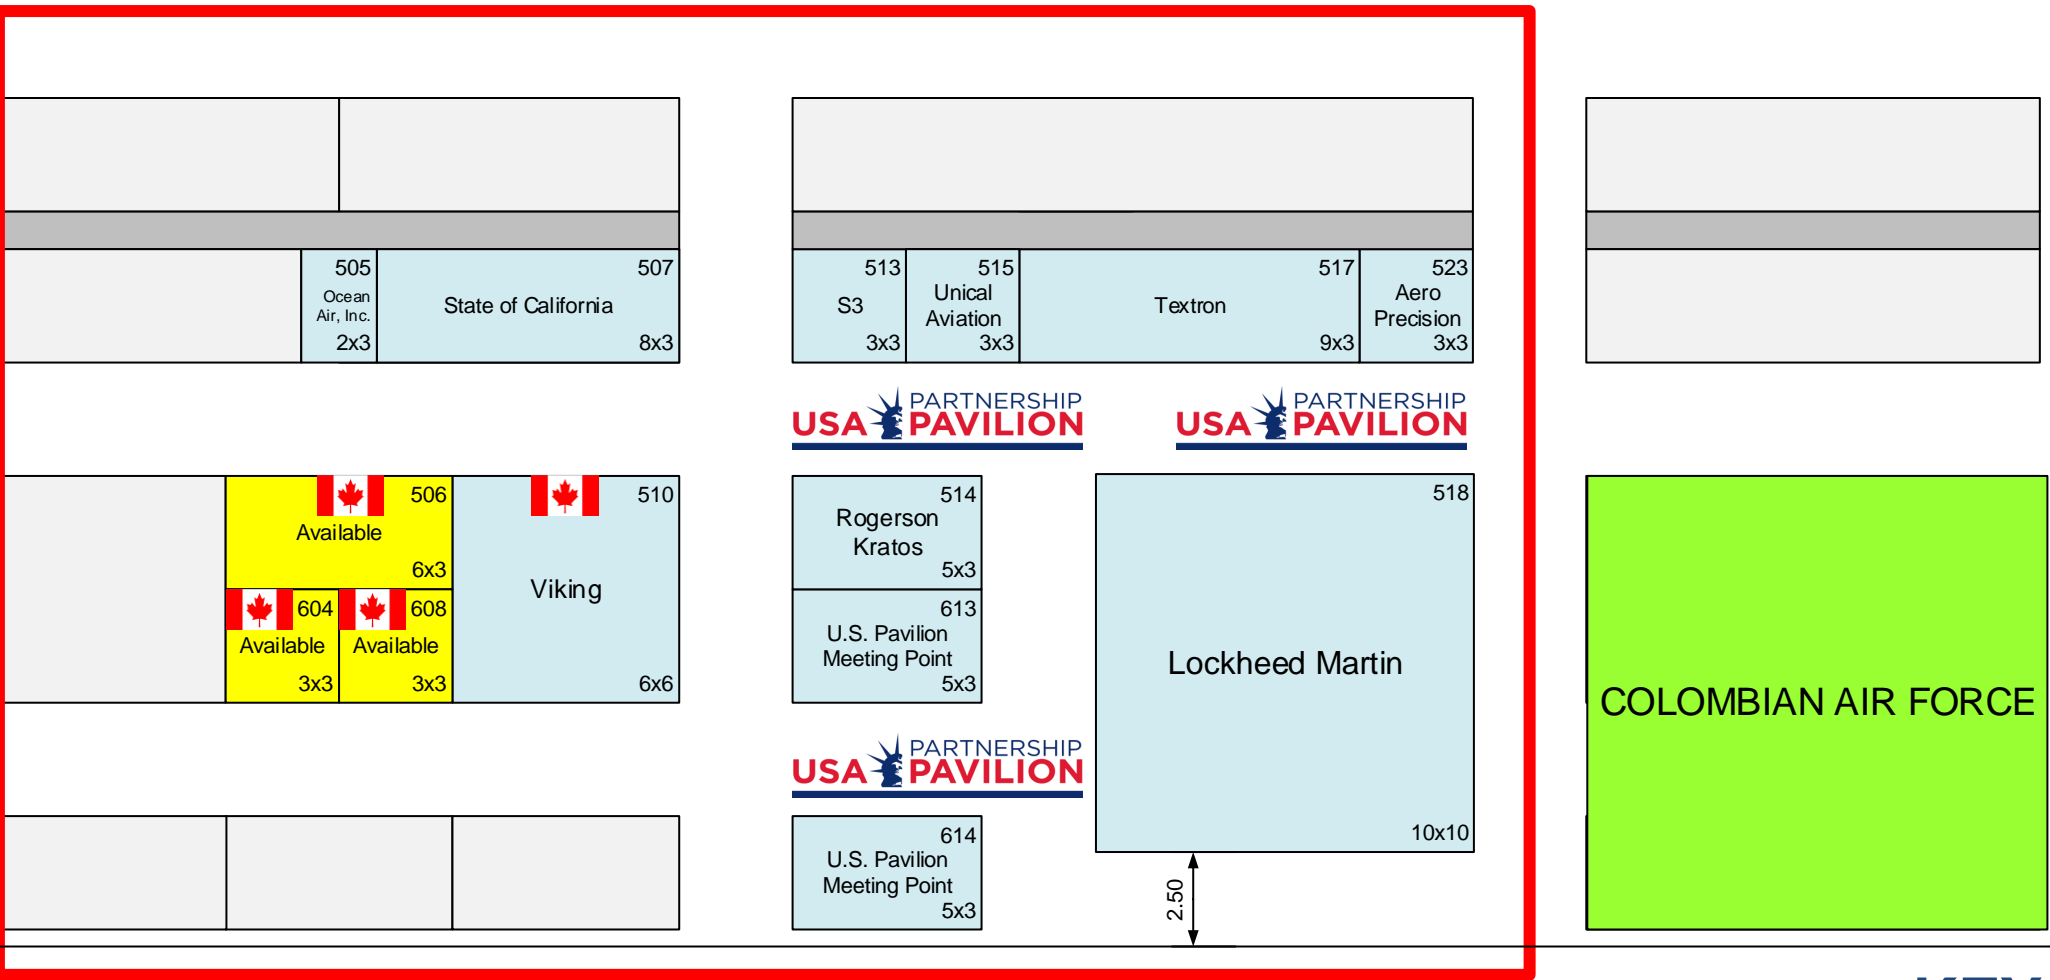 505
Ocean
Air, Inc.
2x3
507
State of California
8x3
513
S3
3x3
515
Unical
Aviation
3x3
517
Textron
9x3
523
Aero
Precision
3x3
USA PARTNERSHIP
PAVILION
USA PARTNERSHIP
PAVILION
506
Available
6x3
604
Available
3x3
608
Available
3x3
510
Viking
6x6
514
Rogerson
Kratos
5x3
613
U.S. Pavilion
Meeting Point
5x3
518
Lockheed Martin
10x10
COLOMBIAN AIR FORCE
USA PARTNERSHIP
PAVILION
614
U.S. Pavilion
Meeting Point
5x3
2.50